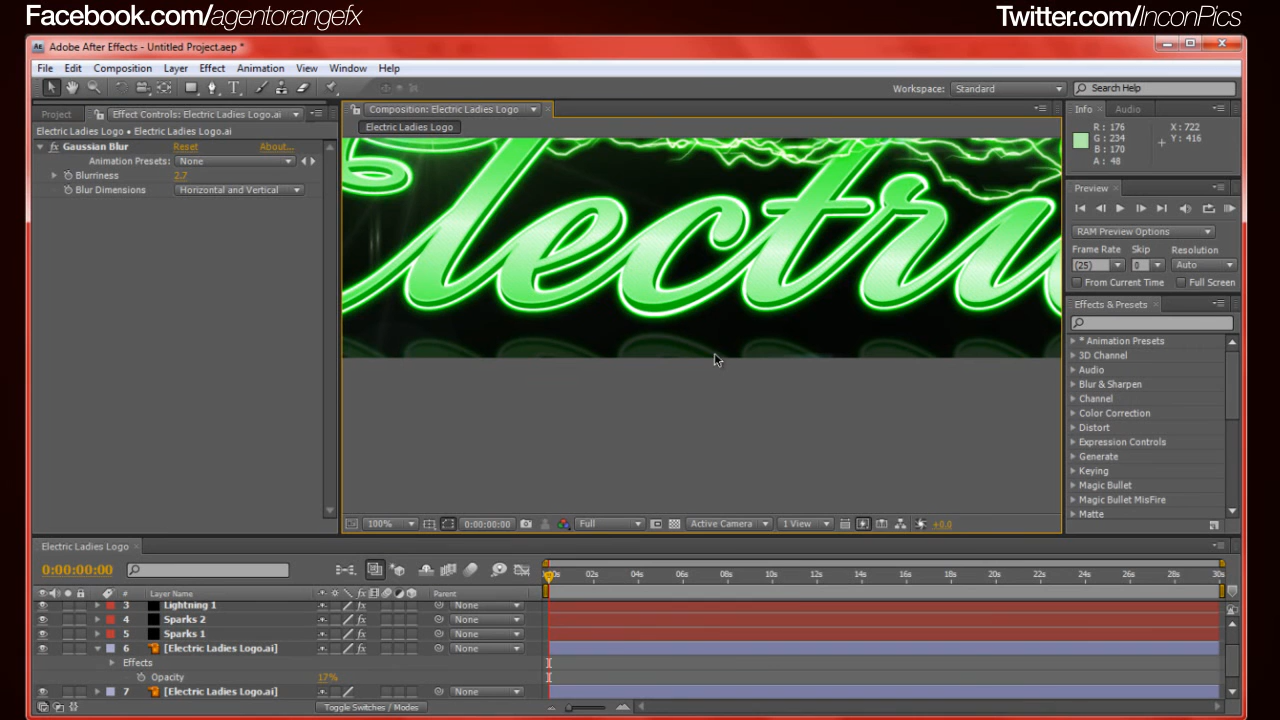 Facebook.com/agentorangefx
Twitter.com/InconPics
Adobe After Effects - Untitled Project.aep *
File Edit Composition Layer Effect Animation View Window Help
Workspace: Standard
Search Help
Project
Effect Controls: Electric Ladies Logo.ai
Electric Ladies Logo • Electric Ladies Logo.ai
fx Gaussian Blur Reset About...
Animation Presets: None
Blurriness 2.7
Blur Dimensions Horizontal and Vertical
Composition: Electric Ladies Logo
Electric Ladies Logo
100% 0:00:00:00 Full Active Camera 1 View +0.0
Info Audio
R: 176 X: 722
G: 234 Y: 416
B: 170
A: 48
Preview
RAM Preview Options
Frame Rate Skip Resolution
(25) 0 Auto
From Current Time Full Screen
Effects & Presets
* Animation Presets
3D Channel
Audio
Blur & Sharpen
Channel
Color Correction
Distort
Expression Controls
Generate
Keying
Magic Bullet
Magic Bullet MisFire
Matte
Electric Ladies Logo
0:00:00:00
02s 04s 06s 08s 10s 12s 14s 16s 18s 20s 22s 24s 26s 28s 30s
# Layer Name Parent
3 Lightning 1 fx None
4 Sparks 2 fx None
5 Sparks 1 fx None
6 [Electric Ladies Logo.ai] fx None
Effects
Opacity 17%
7 [Electric Ladies Logo.ai] None
Toggle Switches / Modes